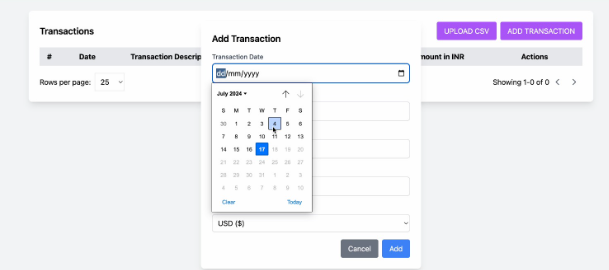 Transactions
UPLOAD CSV
ADD TRANSACTION
Add Transaction
# Date Transaction Descrip mount in INR Actions
Transaction Date
dd/mm/yyyy
Rows per page: 25
Showing 1-0 of 0
July 2024
S M T W T F S
30 1 2 3 4 5 6
7 8 9 10 11 12 13
14 15 16 17 18 19 20
21 22 23 24 25 26 27
28 29 30 31 1 2 3
4 5 6 7 8 9 10
Clear Today
USD ($)
Cancel Add